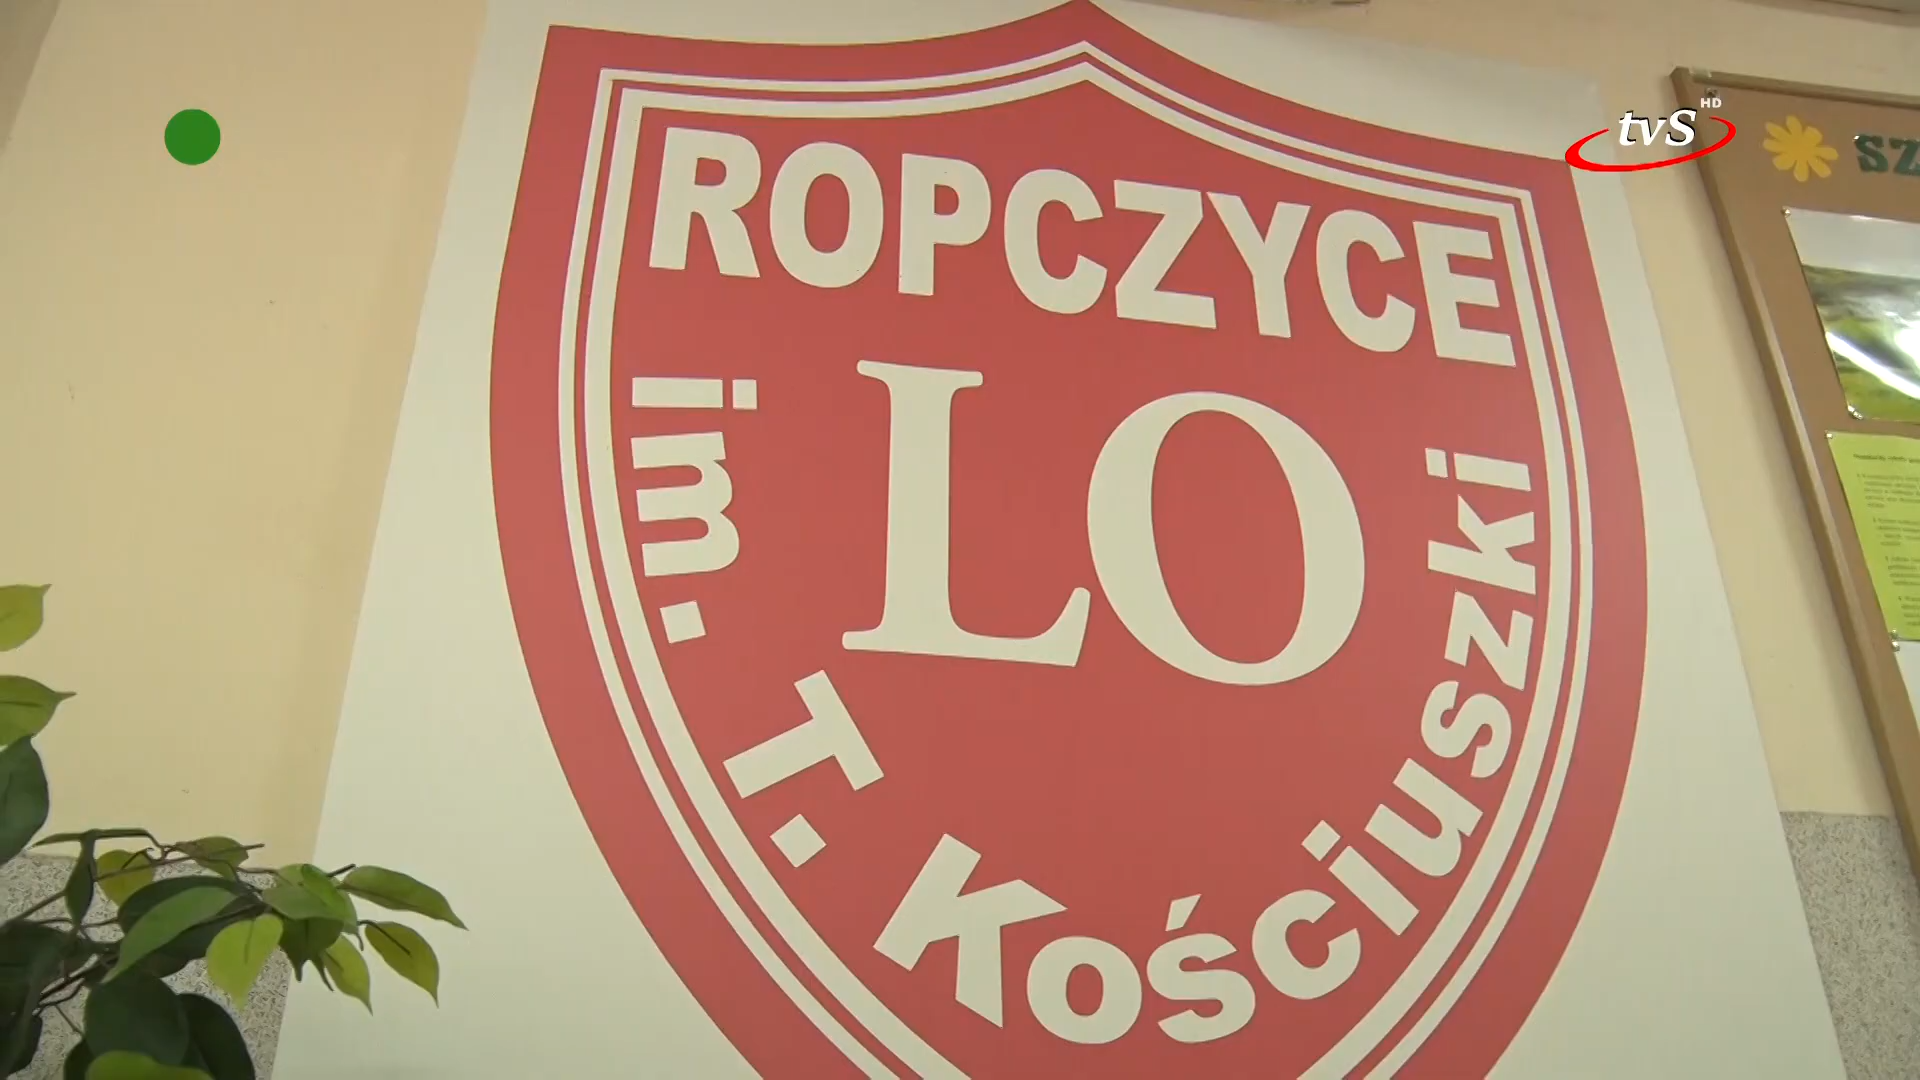 tvS HD
ROPCZYCE
LO
im. T. Kościuszki
SZ